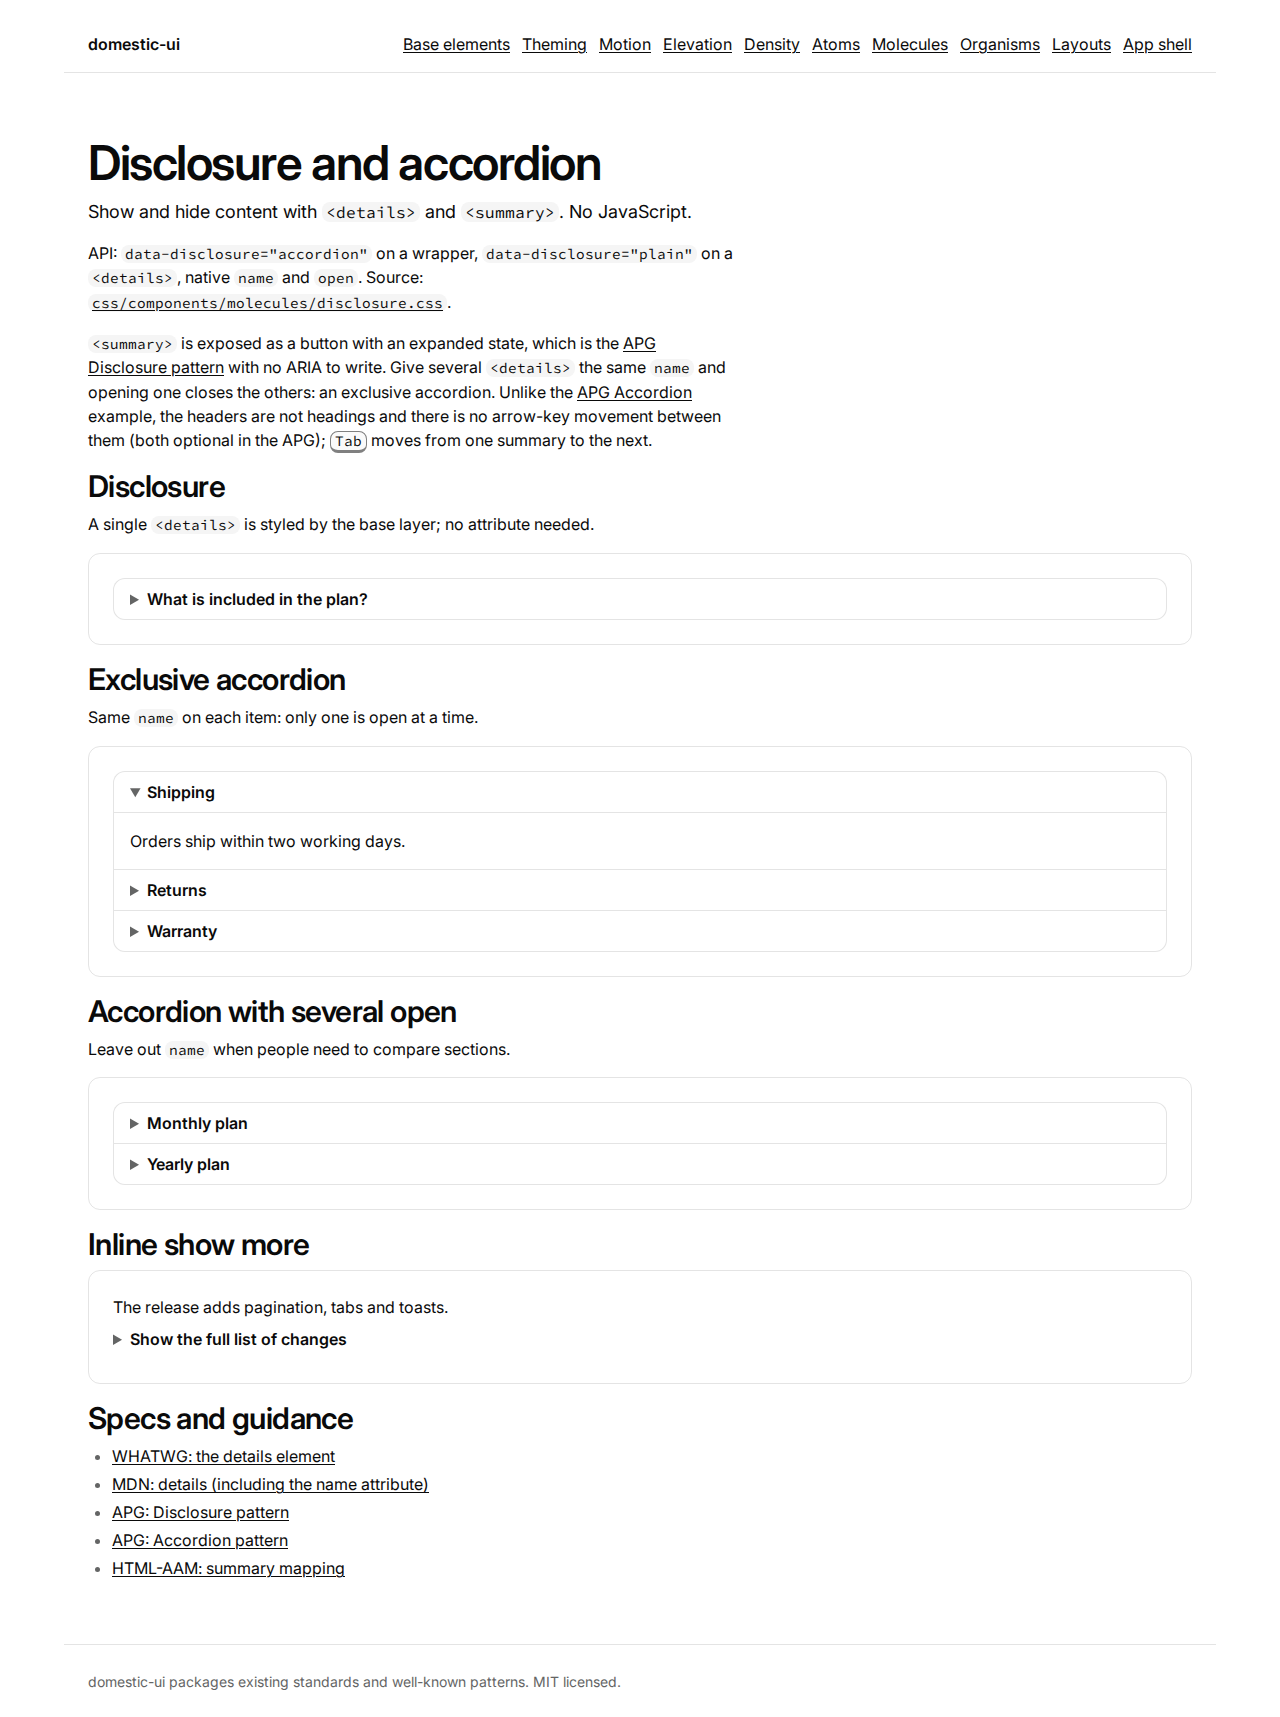 domestic-ui
Base elements Theming Motion Elevation Density Atoms Molecules Organisms Layouts App shell
Disclosure and accordion
Show and hide content with <details> and <summary>. No JavaScript.
API: data-disclosure="accordion" on a wrapper, data-disclosure="plain" on a
<details>, native name and open. Source:
css/components/molecules/disclosure.css.
<summary> is exposed as a button with an expanded state, which is the APG
Disclosure pattern with no ARIA to write. Give several <details> the same name and
opening one closes the others: an exclusive accordion. Unlike the APG Accordion
example, the headers are not headings and there is no arrow-key movement between
them (both optional in the APG); Tab moves from one summary to the next.
Disclosure
A single <details> is styled by the base layer; no attribute needed.
What is included in the plan?
Exclusive accordion
Same name on each item: only one is open at a time.
Shipping
Orders ship within two working days.
Returns
Warranty
Accordion with several open
Leave out name when people need to compare sections.
Monthly plan
Yearly plan
Inline show more
The release adds pagination, tabs and toasts.
Show the full list of changes
Specs and guidance
WHATWG: the details element
MDN: details (including the name attribute)
APG: Disclosure pattern
APG: Accordion pattern
HTML-AAM: summary mapping
domestic-ui packages existing standards and well-known patterns. MIT licensed.